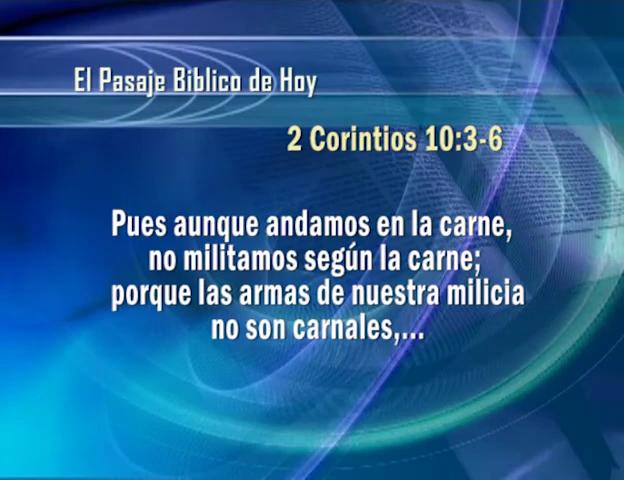 El Pasaje Biblico de Hoy
2 Corintios 10:3-6
Pues aunque andamos en la carne,
no militamos según la carne;
porque las armas de nuestra milicia
no son carnales,...